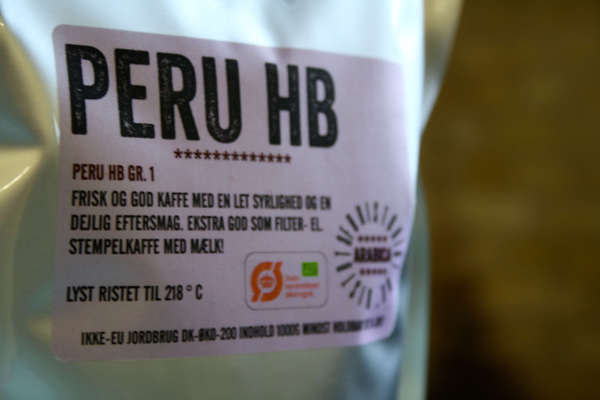 PERU HB
*************
PERU HB GR. 1
FRISK OG GOD KAFFE MED EN LET SYRLIGHED OG EN
DEJLIG EFTERSMAG. EKSTRA GOD SOM FILTER- EL.
STEMPELKAFFE MED MÆLK!
ARABICA
LYST RISTET TIL 218° C
IKKE-EU JORDBRUG DK-ØKO-200 INDHOLD 1000G MINDST